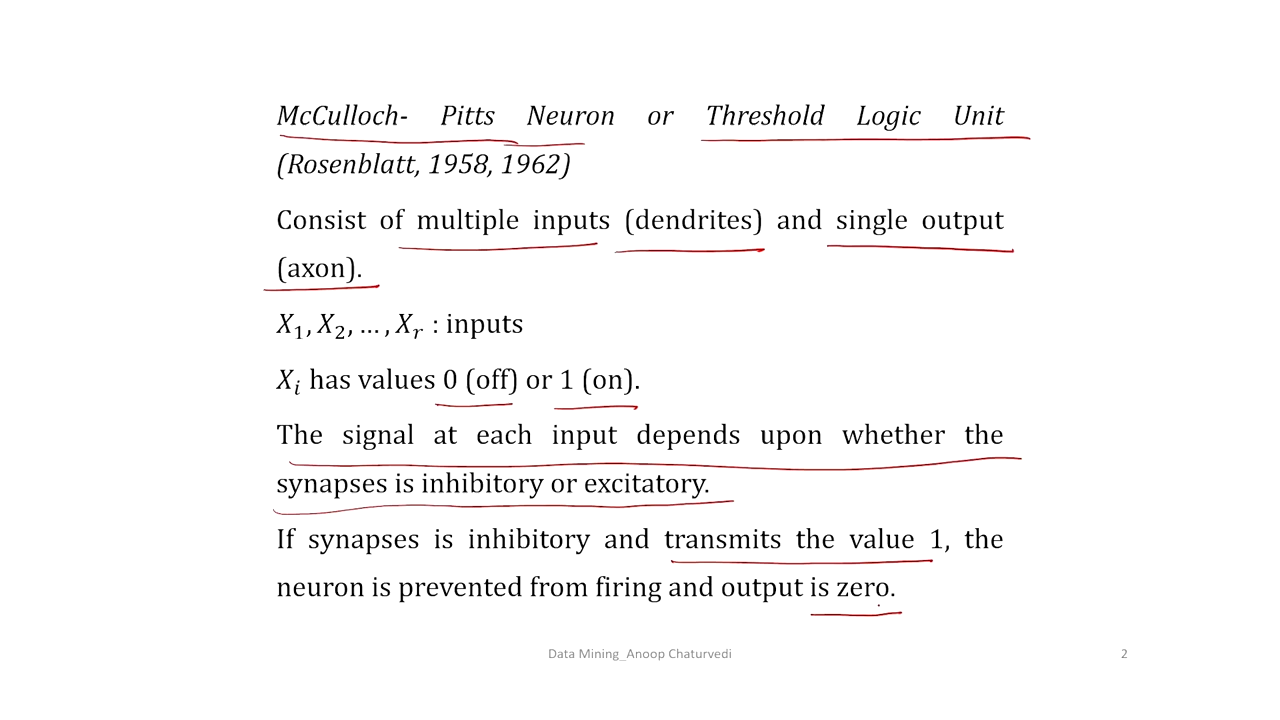 McCulloch- Pitts Neuron or Threshold Logic Unit
(Rosenblatt, 1958, 1962)
Consist of multiple inputs (dendrites) and single output
(axon).
X₁, X₂, … , Xᵣ : inputs
Xᵢ has values 0 (off) or 1 (on).
The signal at each input depends upon whether the
synapses is inhibitory or excitatory.
If synapses is inhibitory and transmits the value 1, the
neuron is prevented from firing and output is zero.
Data Mining_Anoop Chaturvedi
2